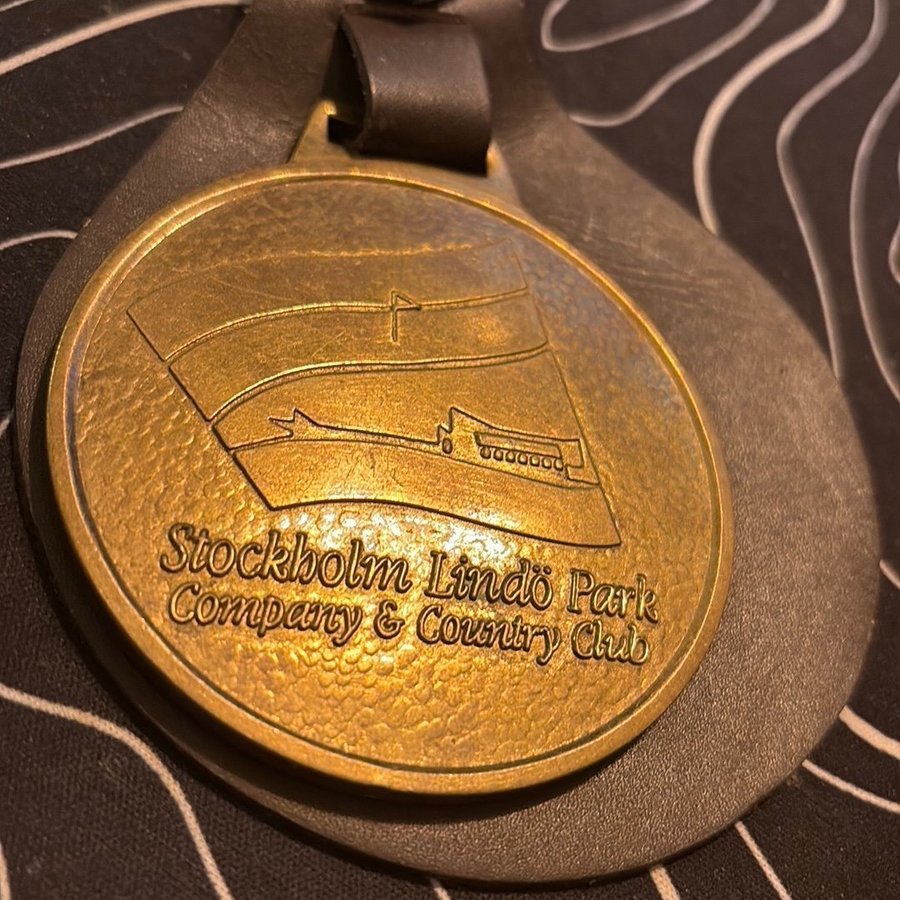 Stockholm Lindö Park
Company & Country Club